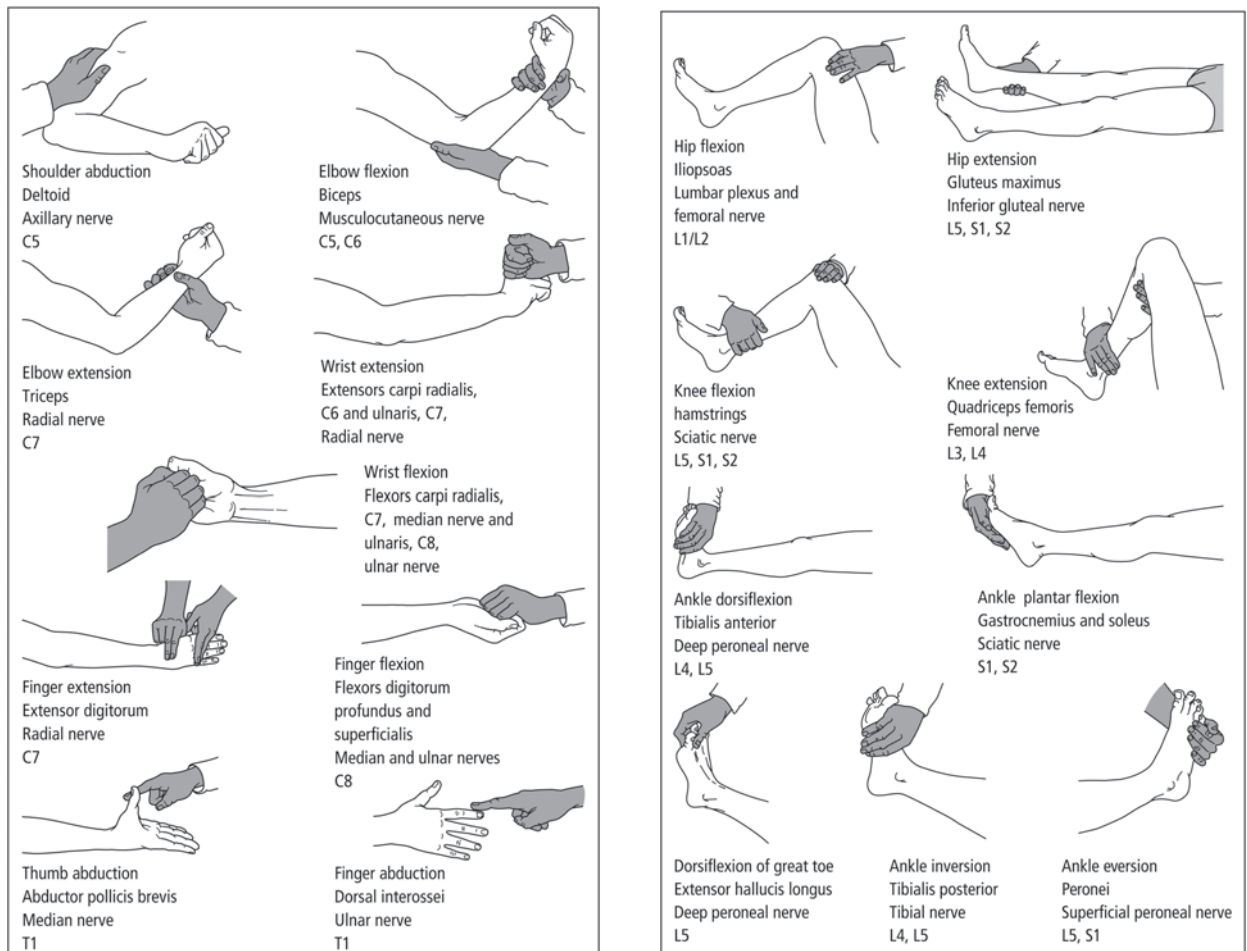 Shoulder abduction
Deltoid
Axillary nerve
C5
Elbow flexion
Biceps
Musculocutaneous nerve
C5, C6
Elbow extension
Triceps
Radial nerve
C7
Wrist extension
Extensors carpi radialis,
C6 and ulnaris, C7,
Radial nerve
Wrist flexion
Flexors carpi radialis,
C7, median nerve and
ulnaris, C8,
ulnar nerve
Finger extension
Extensor digitorum
Radial nerve
C7
Finger flexion
Flexors digitorum
profundus and
superficialis
Median and ulnar nerves
C8
Thumb abduction
Abductor pollicis brevis
Median nerve
T1
Finger abduction
Dorsal interossei
Ulnar nerve
T1
Hip flexion
Iliopsoas
Lumbar plexus and
femoral nerve
L1/L2
Hip extension
Gluteus maximus
Inferior gluteal nerve
L5, S1, S2
Knee flexion
hamstrings
Sciatic nerve
L5, S1, S2
Knee extension
Quadriceps femoris
Femoral nerve
L3, L4
Ankle dorsiflexion
Tibialis anterior
Deep peroneal nerve
L4, L5
Ankle plantar flexion
Gastrocnemius and soleus
Sciatic nerve
S1, S2
Dorsiflexion of great toe
Extensor hallucis longus
Deep peroneal nerve
L5
Ankle inversion
Tibialis posterior
Tibial nerve
L4, L5
Ankle eversion
Peronei
Superficial peroneal nerve
L5, S1